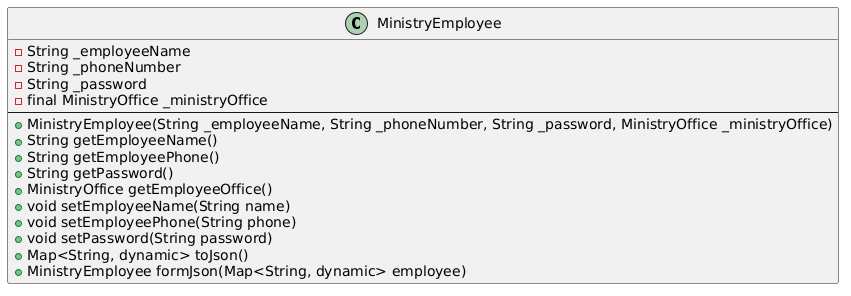 C MinistryEmployee
String _employeeName
String _phoneNumber
String _password
final MinistryOffice _ministryOffice
MinistryEmployee(String _employeeName, String _phoneNumber, String _password, MinistryOffice _ministryOffice)
String getEmployeeName()
String getEmployeePhone()
String getPassword()
MinistryOffice getEmployeeOffice()
void setEmployeeName(String name)
void setEmployeePhone(String phone)
void setPassword(String password)
Map<String, dynamic> toJson()
MinistryEmployee formJson(Map<String, dynamic> employee)